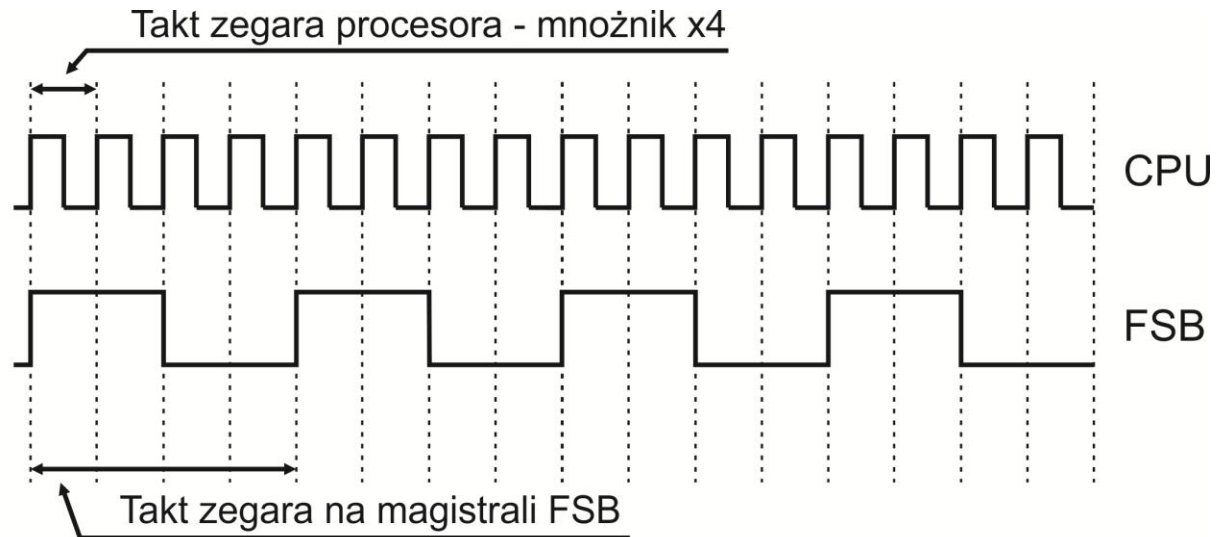 Takt zegara procesora - mnożnik x4
CPU
FSB
Takt zegara na magistrali FSB